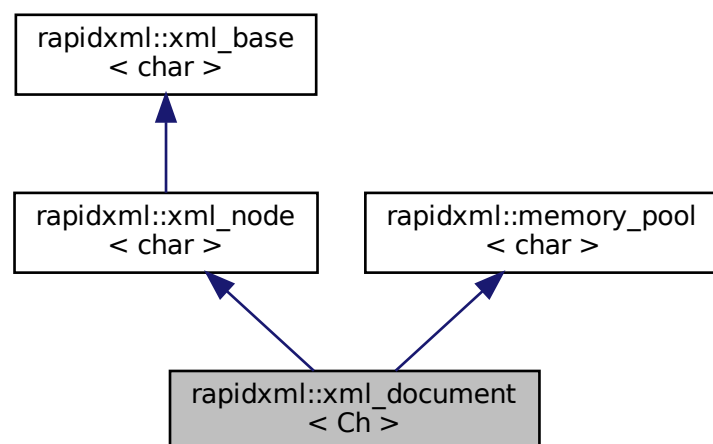 rapidxml::xml_base
< char >
rapidxml::xml_node
< char >
rapidxml::memory_pool
< char >
rapidxml::xml_document
< Ch >